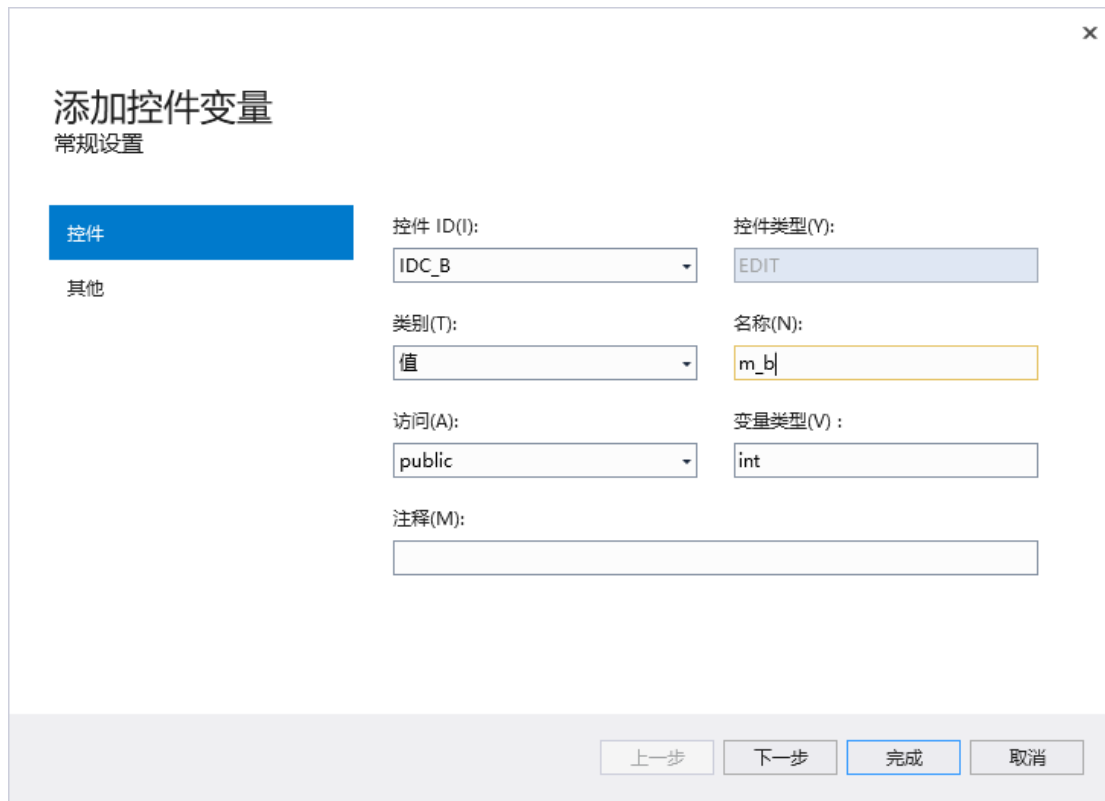 添加控件变量
常规设置
控件
其他
控件 ID(I):
控件类型(Y):
IDC_B
EDIT
类别(T):
名称(N):
值
m_b
访问(A):
变量类型(V) :
public
int
注释(M):
上一步
下一步
完成
取消